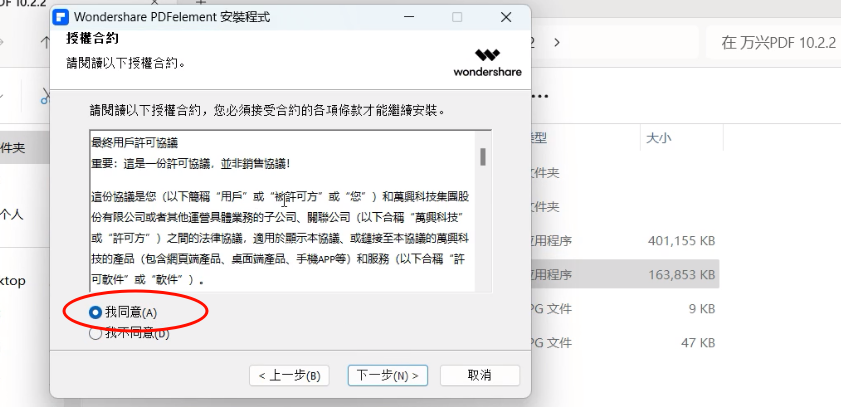 DF 10.2.2
Wondershare PDFelement 安裝程式
授權合約
請閱讀以下授權合約。
wondershare
2
在 万兴PDF 10.2.2
請閱讀以下授權合約，您必須接受合約的各項條款才能繼續安裝。
最終用戶許可協議
重要：這是一份許可協議，並非銷售協議！
這份協議是您（以下簡稱“用戶”或“被許可方”或“您”）和萬興科技集團股
份有限公司或者其他運營具體業務的子公司、關聯公司（以下合稱“萬興科技”
或“許可方”）之間的法律協議，適用於顯示本協議、或鏈接至本協議的萬興科
技的產品（包含網頁端產品、桌面端產品、手機APP等）和服務（以下合稱“許
可軟件”或“軟件”）。
我同意(A)
我不同意(D)
< 上一步(B)
下一步(N) >
取消
件夹
个人
ktop
型
大小
文件夹
文件夹
应用程序
401,155 KB
应用程序
163,853 KB
PG 文件
9 KB
PG 文件
47 KB